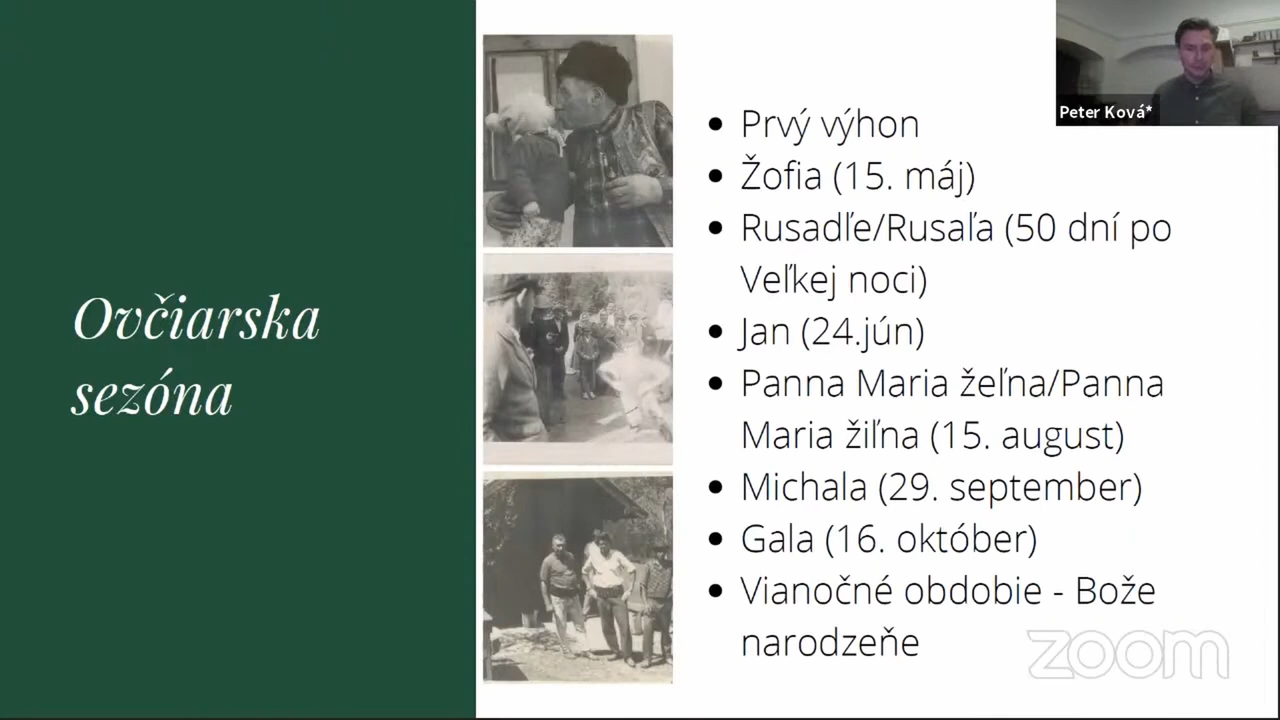 Ovčiarska
sezóna
Peter Ková*
• Prvý výhon
• Žofia (15. máj)
• Rusadľe/Rusaľa (50 dní po
Veľkej noci)
• Jan (24.jún)
• Panna Maria žeľna/Panna
Maria žiľna (15. august)
• Michala (29. september)
• Gala (16. október)
• Vianočné obdobie - Bože
narodzeňe
zoom